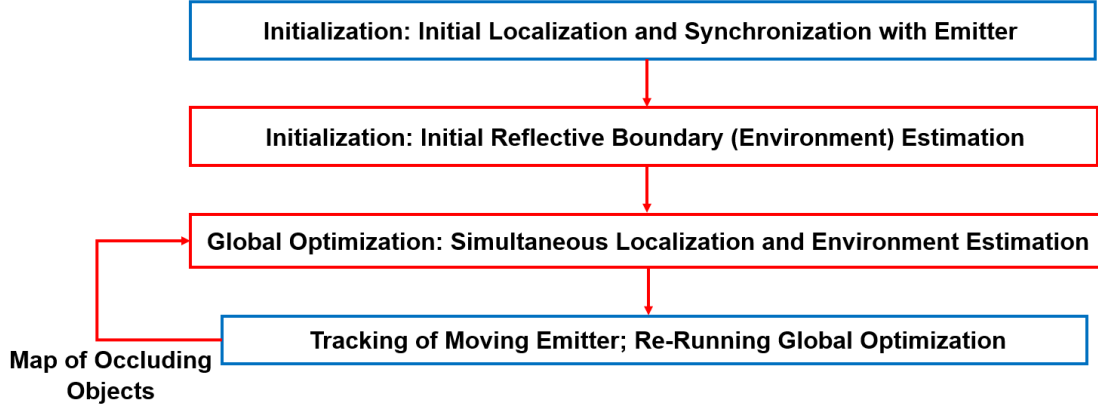 Initialization: Initial Localization and Synchronization with Emitter
Initialization: Initial Reflective Boundary (Environment) Estimation
Global Optimization: Simultaneous Localization and Environment Estimation
Tracking of Moving Emitter; Re-Running Global Optimization
Map of Occluding
Objects